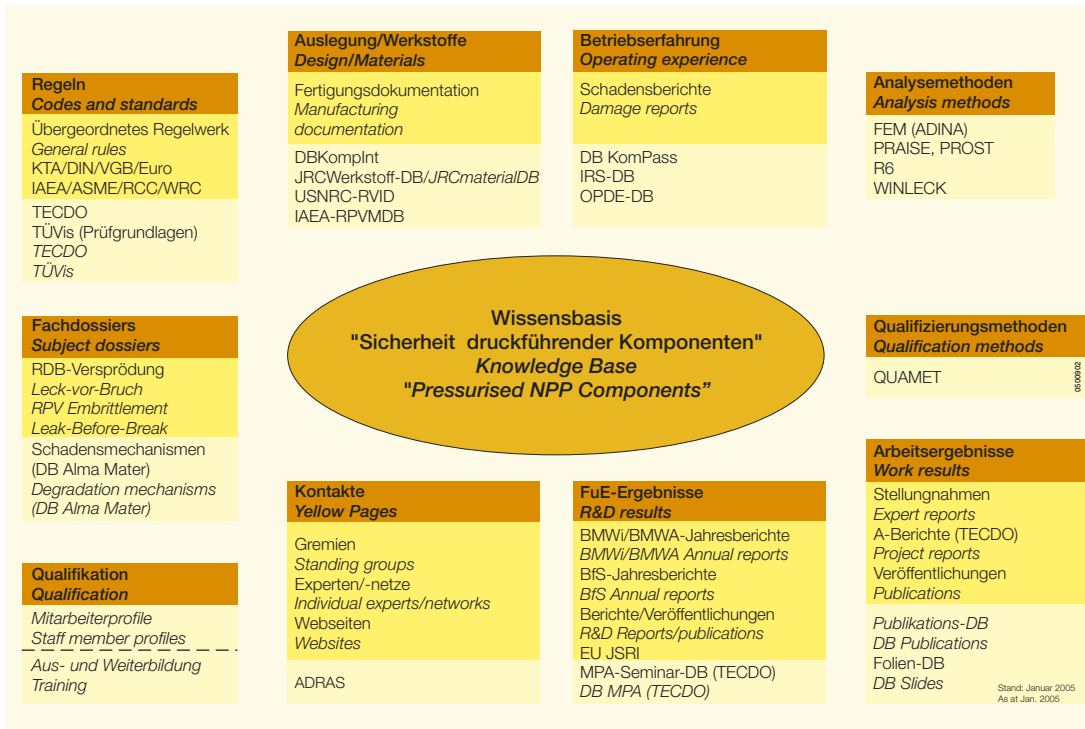 Regeln
Codes and standards
Übergeordnetes Regelwerk
General rules
KTA/DIN/VGB/Euro
IAEA/ASME/RCC/WRC
TECDO
TÜVis (Prüfgrundlagen)
TECDO
TÜVis
Auslegung/Werkstoffe
Design/Materials
Fertigungsdokumentation
Manufacturing
documentation
DBKompInt
JRCWerkstoff-DB/JRCmaterialDB
USNRC-RVID
IAEA-RPVMDB
Betriebserfahrung
Operating experience
Schadensberichte
Damage reports
DB KomPass
IRS-DB
OPDE-DB
Analysemethoden
Analysis methods
FEM (ADINA)
PRAISE, PROST
R6
WINLECK
Wissensbasis
"Sicherheit druckführender Komponenten"
Knowledge Base
"Pressurised NPP Components”
Fachdossiers
Subject dossiers
RDB-Versprödung
Leck-vor-Bruch
RPV Embrittlement
Leak-Before-Break
Schadensmechanismen
(DB Alma Mater)
Degradation mechanisms
(DB Alma Mater)
Qualifizierungsmethoden
Qualification methods
QUAMET
0500902
Qualifikation
Qualification
Mitarbeiterprofile
Staff member profiles
Aus- und Weiterbildung
Training
Kontakte
Yellow Pages
Gremien
Standing groups
Experten/-netze
Individual experts/networks
Webseiten
Websites
ADRAS
FuE-Ergebnisse
R&D results
BMWi/BMWA-Jahresberichte
BMWi/BMWA Annual reports
BfS-Jahresberichte
BfS Annual reports
Berichte/Veröffentlichungen
R&D Reports/publications
EU JSRI
MPA-Seminar-DB (TECDO)
DB MPA (TECDO)
Arbeitsergebnisse
Work results
Stellungnahmen
Expert reports
A-Berichte (TECDO)
Project reports
Veröffentlichungen
Publications
Publikations-DB
DB Publications
Folien-DB
DB Slides
Stand: Januar 2005
As at Jan. 2005